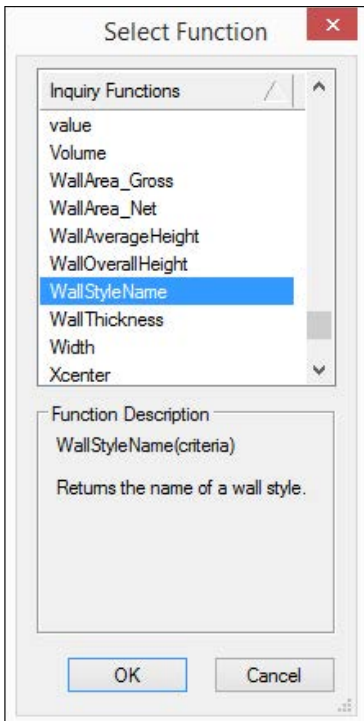 Select Function
Inquiry Functions
value
Volume
WallArea_Gross
WallArea_Net
WallAverageHeight
WallOverallHeight
WallStyleName
WallThickness
Width
Xcenter
Function Description
WallStyleName(criteria)
Returns the name of a wall style.
OK
Cancel